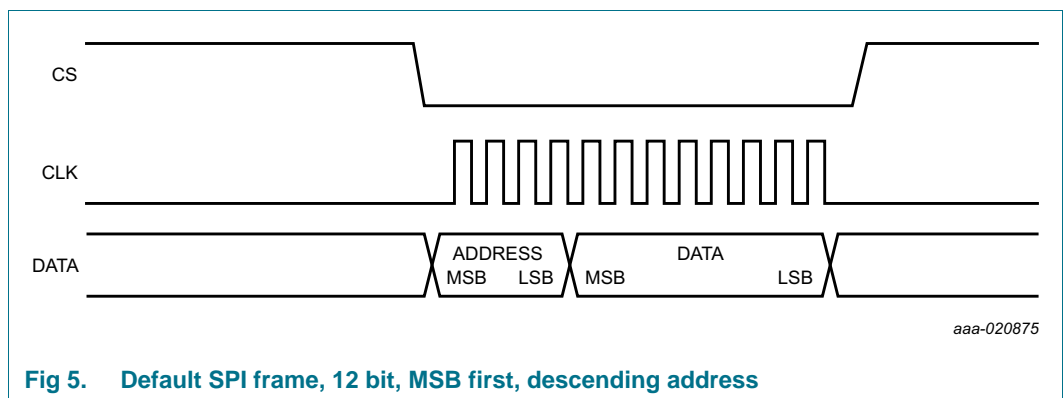 CS
CLK
DATA
ADDRESS DATA
MSB LSB MSB LSB
aaa-020875
Fig 5. Default SPI frame, 12 bit, MSB first, descending address